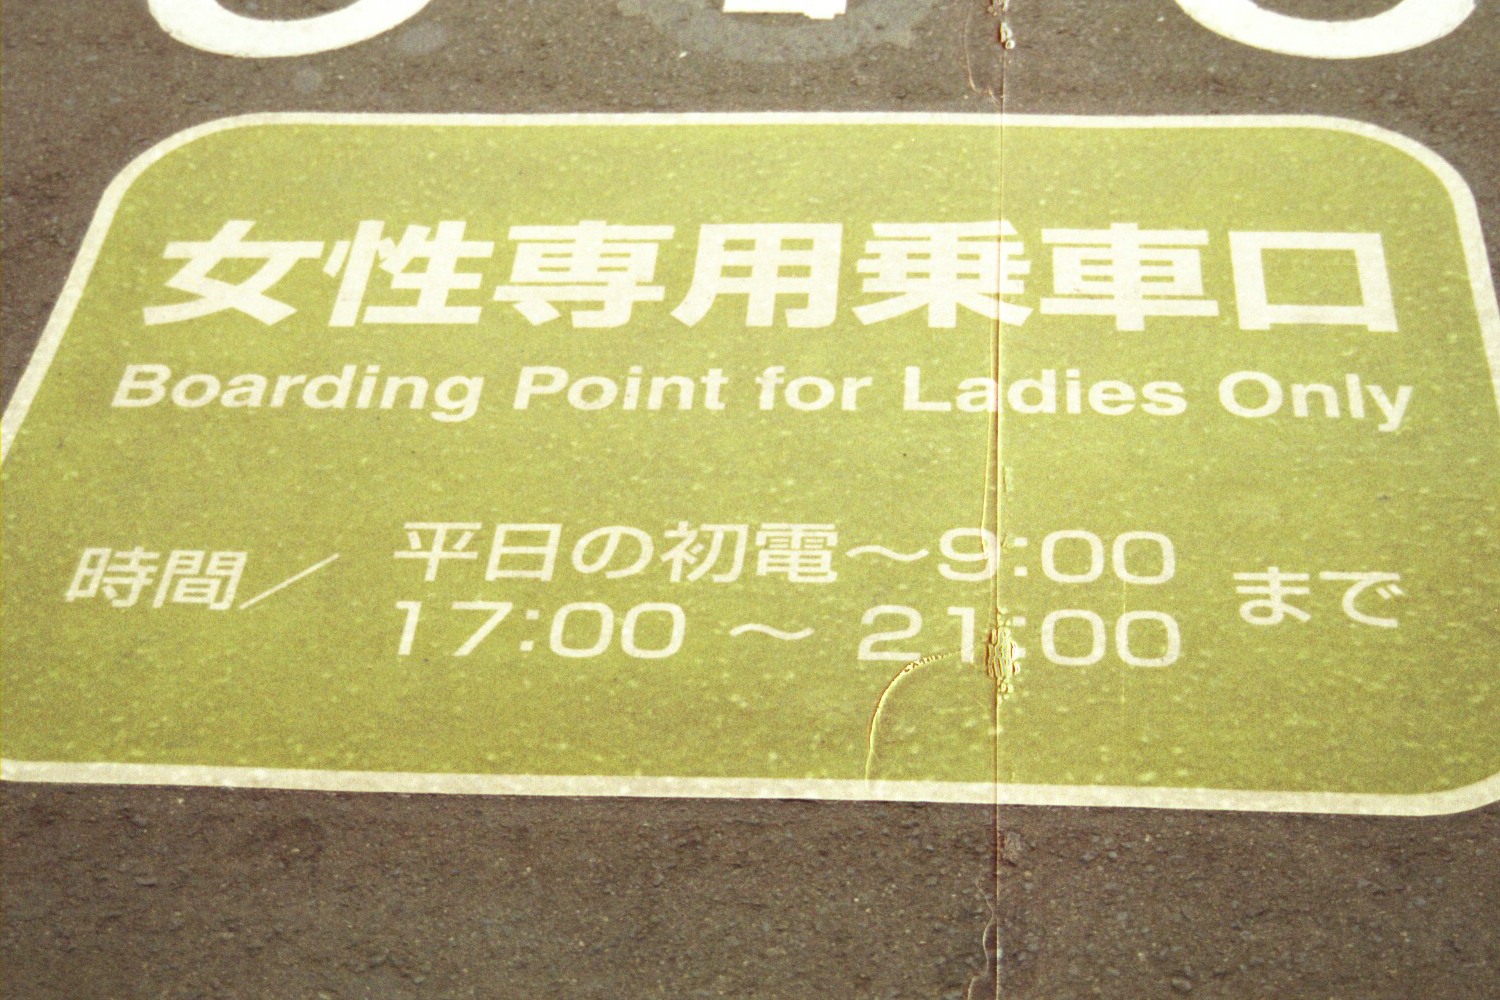 女性専用乗車口
Boarding Point for Ladies Only
時間／ 平日の初電～9:00 まで
17:00 ～ 21:00